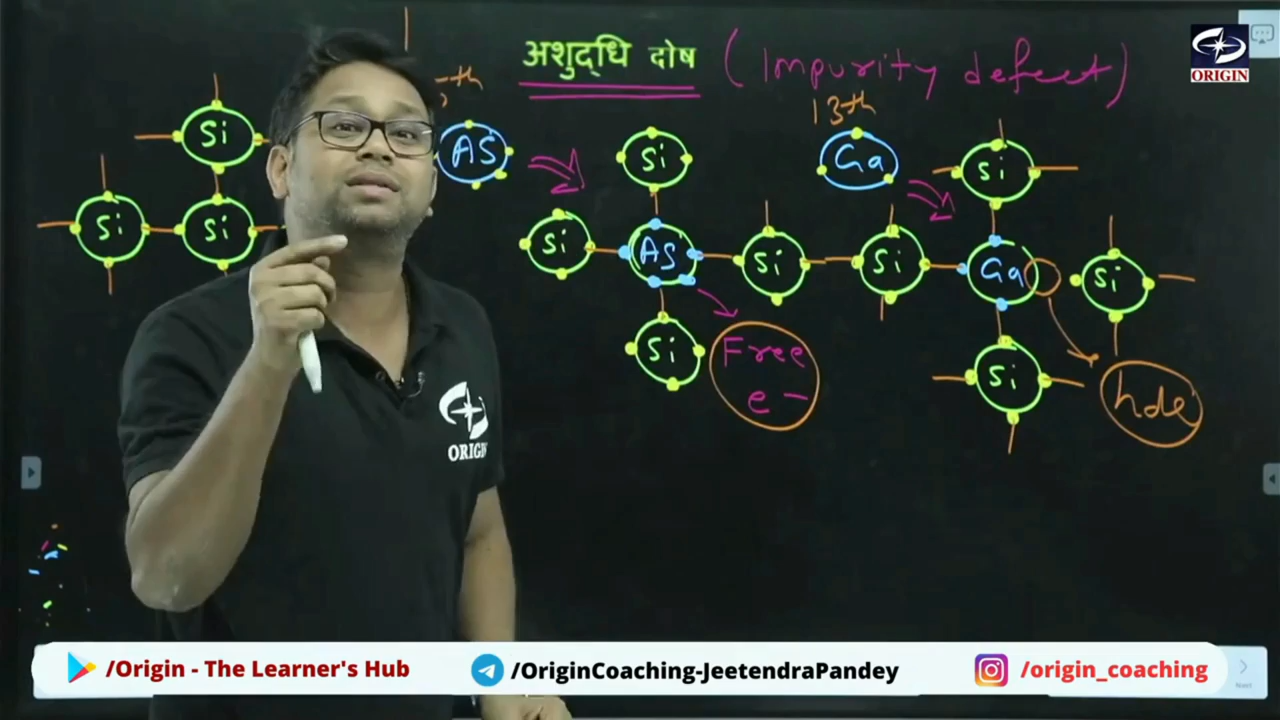 अशुद्धि दोष (Impurity defect)
ORIGIN
13th
Si
AS
Si
Ga
Si
Si
Si
Si
AS
Si
Si
Ga
Si
Si
Free
e-
Si
hole
ORIGIN
/Origin - The Learner's Hub
/OriginCoaching-JeetendraPandey
/origin_coaching
Next